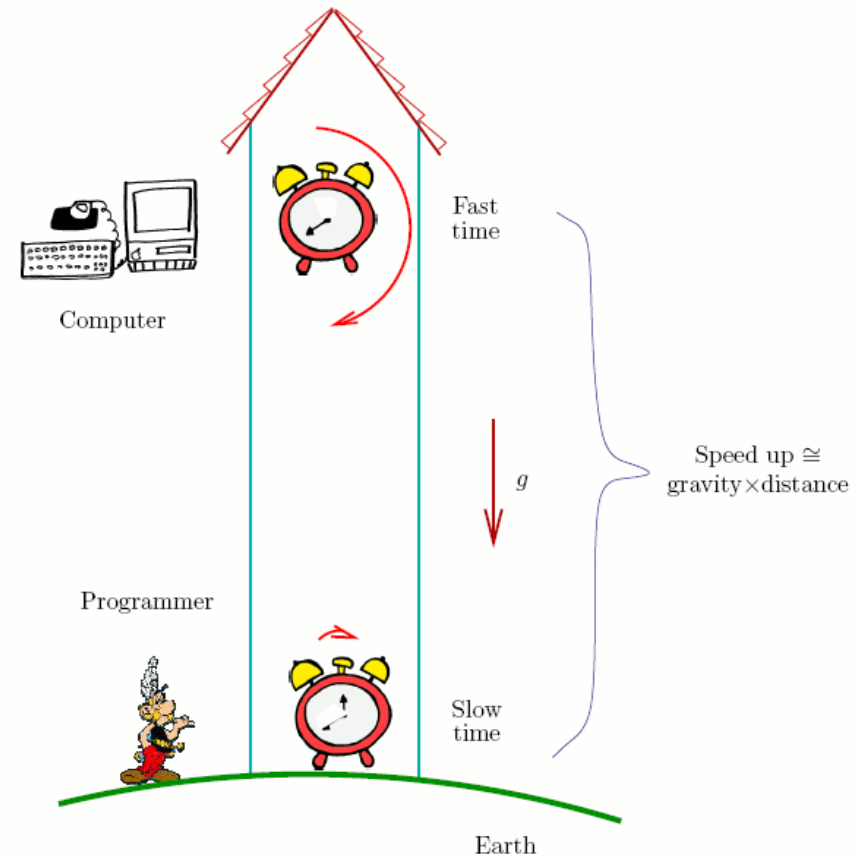 Fast
time
Computer
Speed up ≅
g
gravity×distance
Programmer
Slow
time
Earth